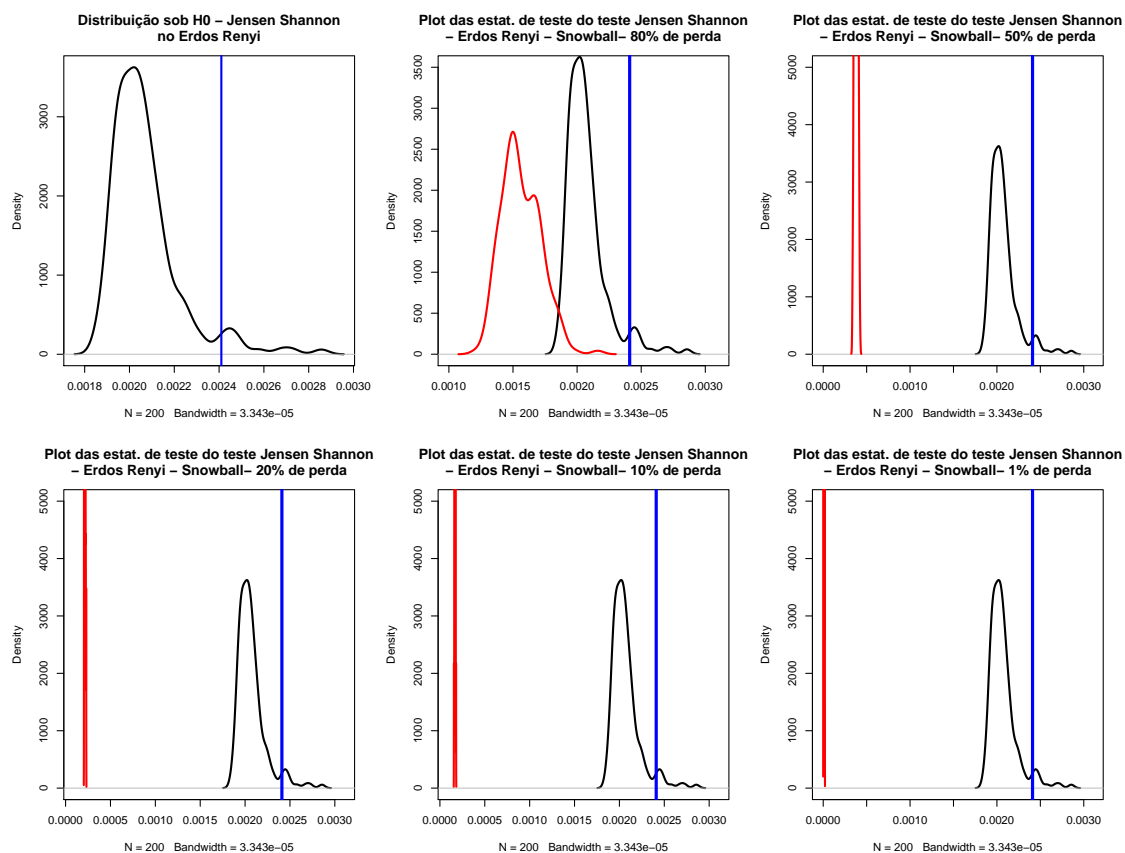 Distribuição sob H0 − Jensen Shannon
no Erdos Renyi
Density
0
1000
2000
3000
0.0018 0.0020 0.0022 0.0024 0.0026 0.0028 0.0030
N = 200 Bandwidth = 3.343e−05
Plot das estat. de teste do teste Jensen Shannon
− Erdos Renyi − Snowball− 80% de perda
Density
0 500 1000 1500 2000 2500 3000 3500
0.0010 0.0015 0.0020 0.0025 0.0030
N = 200 Bandwidth = 3.343e−05
Plot das estat. de teste do teste Jensen Shannon
− Erdos Renyi − Snowball− 50% de perda
Density
0 1000 2000 3000 4000 5000
0.0000 0.0010 0.0020 0.0030
N = 200 Bandwidth = 3.343e−05
Plot das estat. de teste do teste Jensen Shannon
− Erdos Renyi − Snowball− 20% de perda
Density
0 1000 2000 3000 4000 5000
0.0000 0.0005 0.0010 0.0015 0.0020 0.0025 0.0030
N = 200 Bandwidth = 3.343e−05
Plot das estat. de teste do teste Jensen Shannon
− Erdos Renyi − Snowball− 10% de perda
Density
0 1000 2000 3000 4000 5000
0.0000 0.0005 0.0010 0.0015 0.0020 0.0025 0.0030
N = 200 Bandwidth = 3.343e−05
Plot das estat. de teste do teste Jensen Shannon
− Erdos Renyi − Snowball− 1% de perda
Density
0 1000 2000 3000 4000 5000
0.0000 0.0010 0.0020 0.0030
N = 200 Bandwidth = 3.343e−05